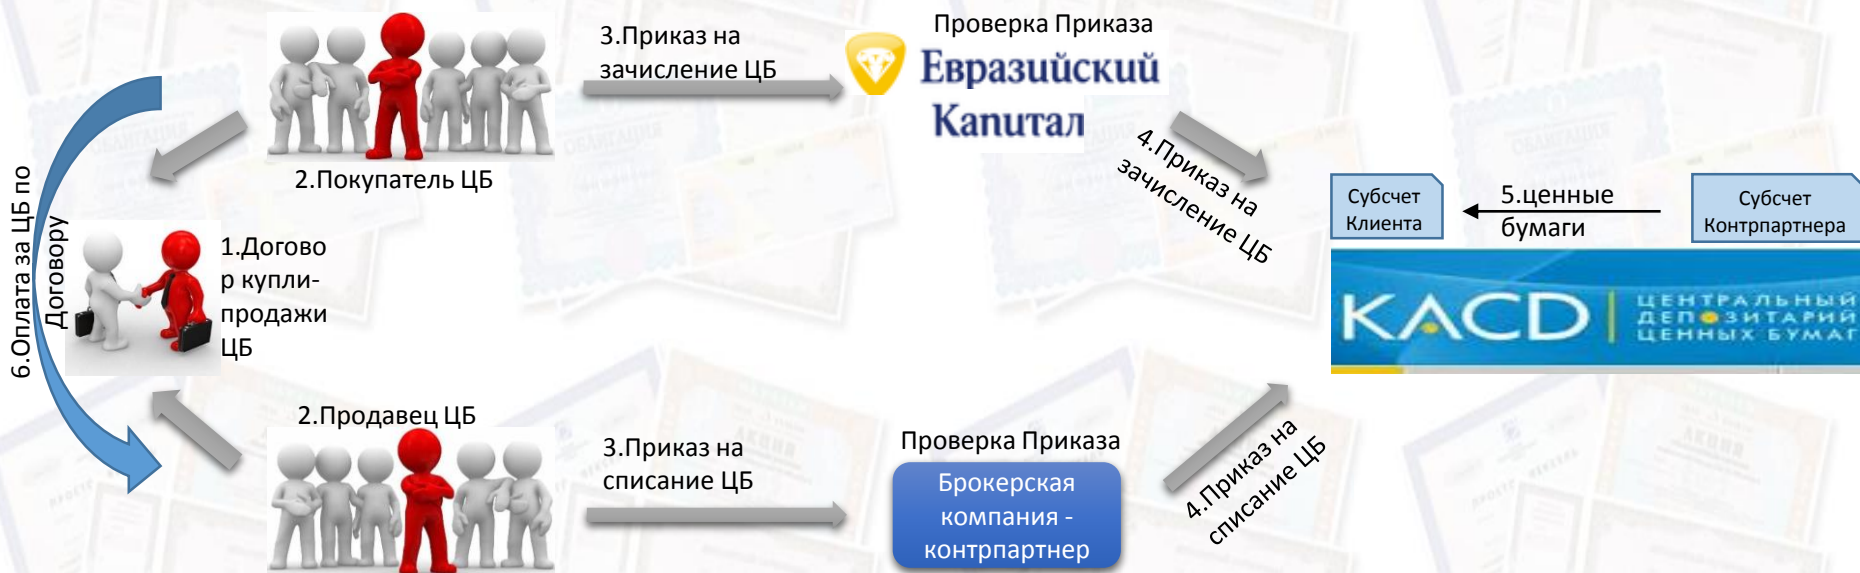 3.Приказ на
зачисление ЦБ
Проверка Приказа
Евразийский
Капитал
2.Покупатель ЦБ
4.Приказ на
зачисление ЦБ
Субсчет
Клиента
5.ценные
бумаги
Субсчет
Контрпартнера
6.Оплата за ЦБ по
Договору
1.Догово
р купли-
продажи
ЦБ
KACD
ЦЕНТРАЛЬНЫЙ
ДЕПОЗИТАРИЙ
ЦЕННЫХ БУМАГ
2.Продавец ЦБ
3.Приказ на
списание ЦБ
Проверка Приказа
Брокерская
компания -
контрпартнер
4.Приказ на
списание ЦБ